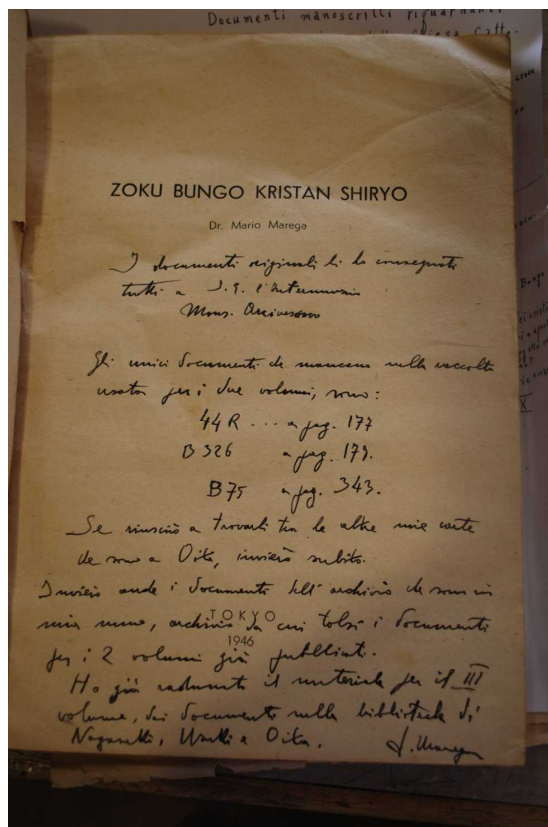 Documenti manoscritti riguardanti
Chiesa Catt.
ZOKU BUNGO KRISTAN SHIRYO
Dr. Mario Marega
I documenti originali li ho consegnati
tutti a S. E. l'Internunzio
Mons.
Gli unici documenti che mancano nella raccolta
usata per i due volumi, sono:
44 R ... a pag. 177
B 326 a pag. 179.
B 75 a pag. 343.
Se riuscirò a trovarli tra le altre mie carte
che sono a Oita, invierò subito.
Invierò anche i documenti dell'archivio che sono in
mia mano, archivio da cui tolsi i documenti
TOKYO
1946
per i 2 volumi già pubblicati.
Ho già radunato il materiale per il III
volume, dai documenti nella biblioteche di
Nagasaki, Usuki e Oita. Marega
Bungo
X